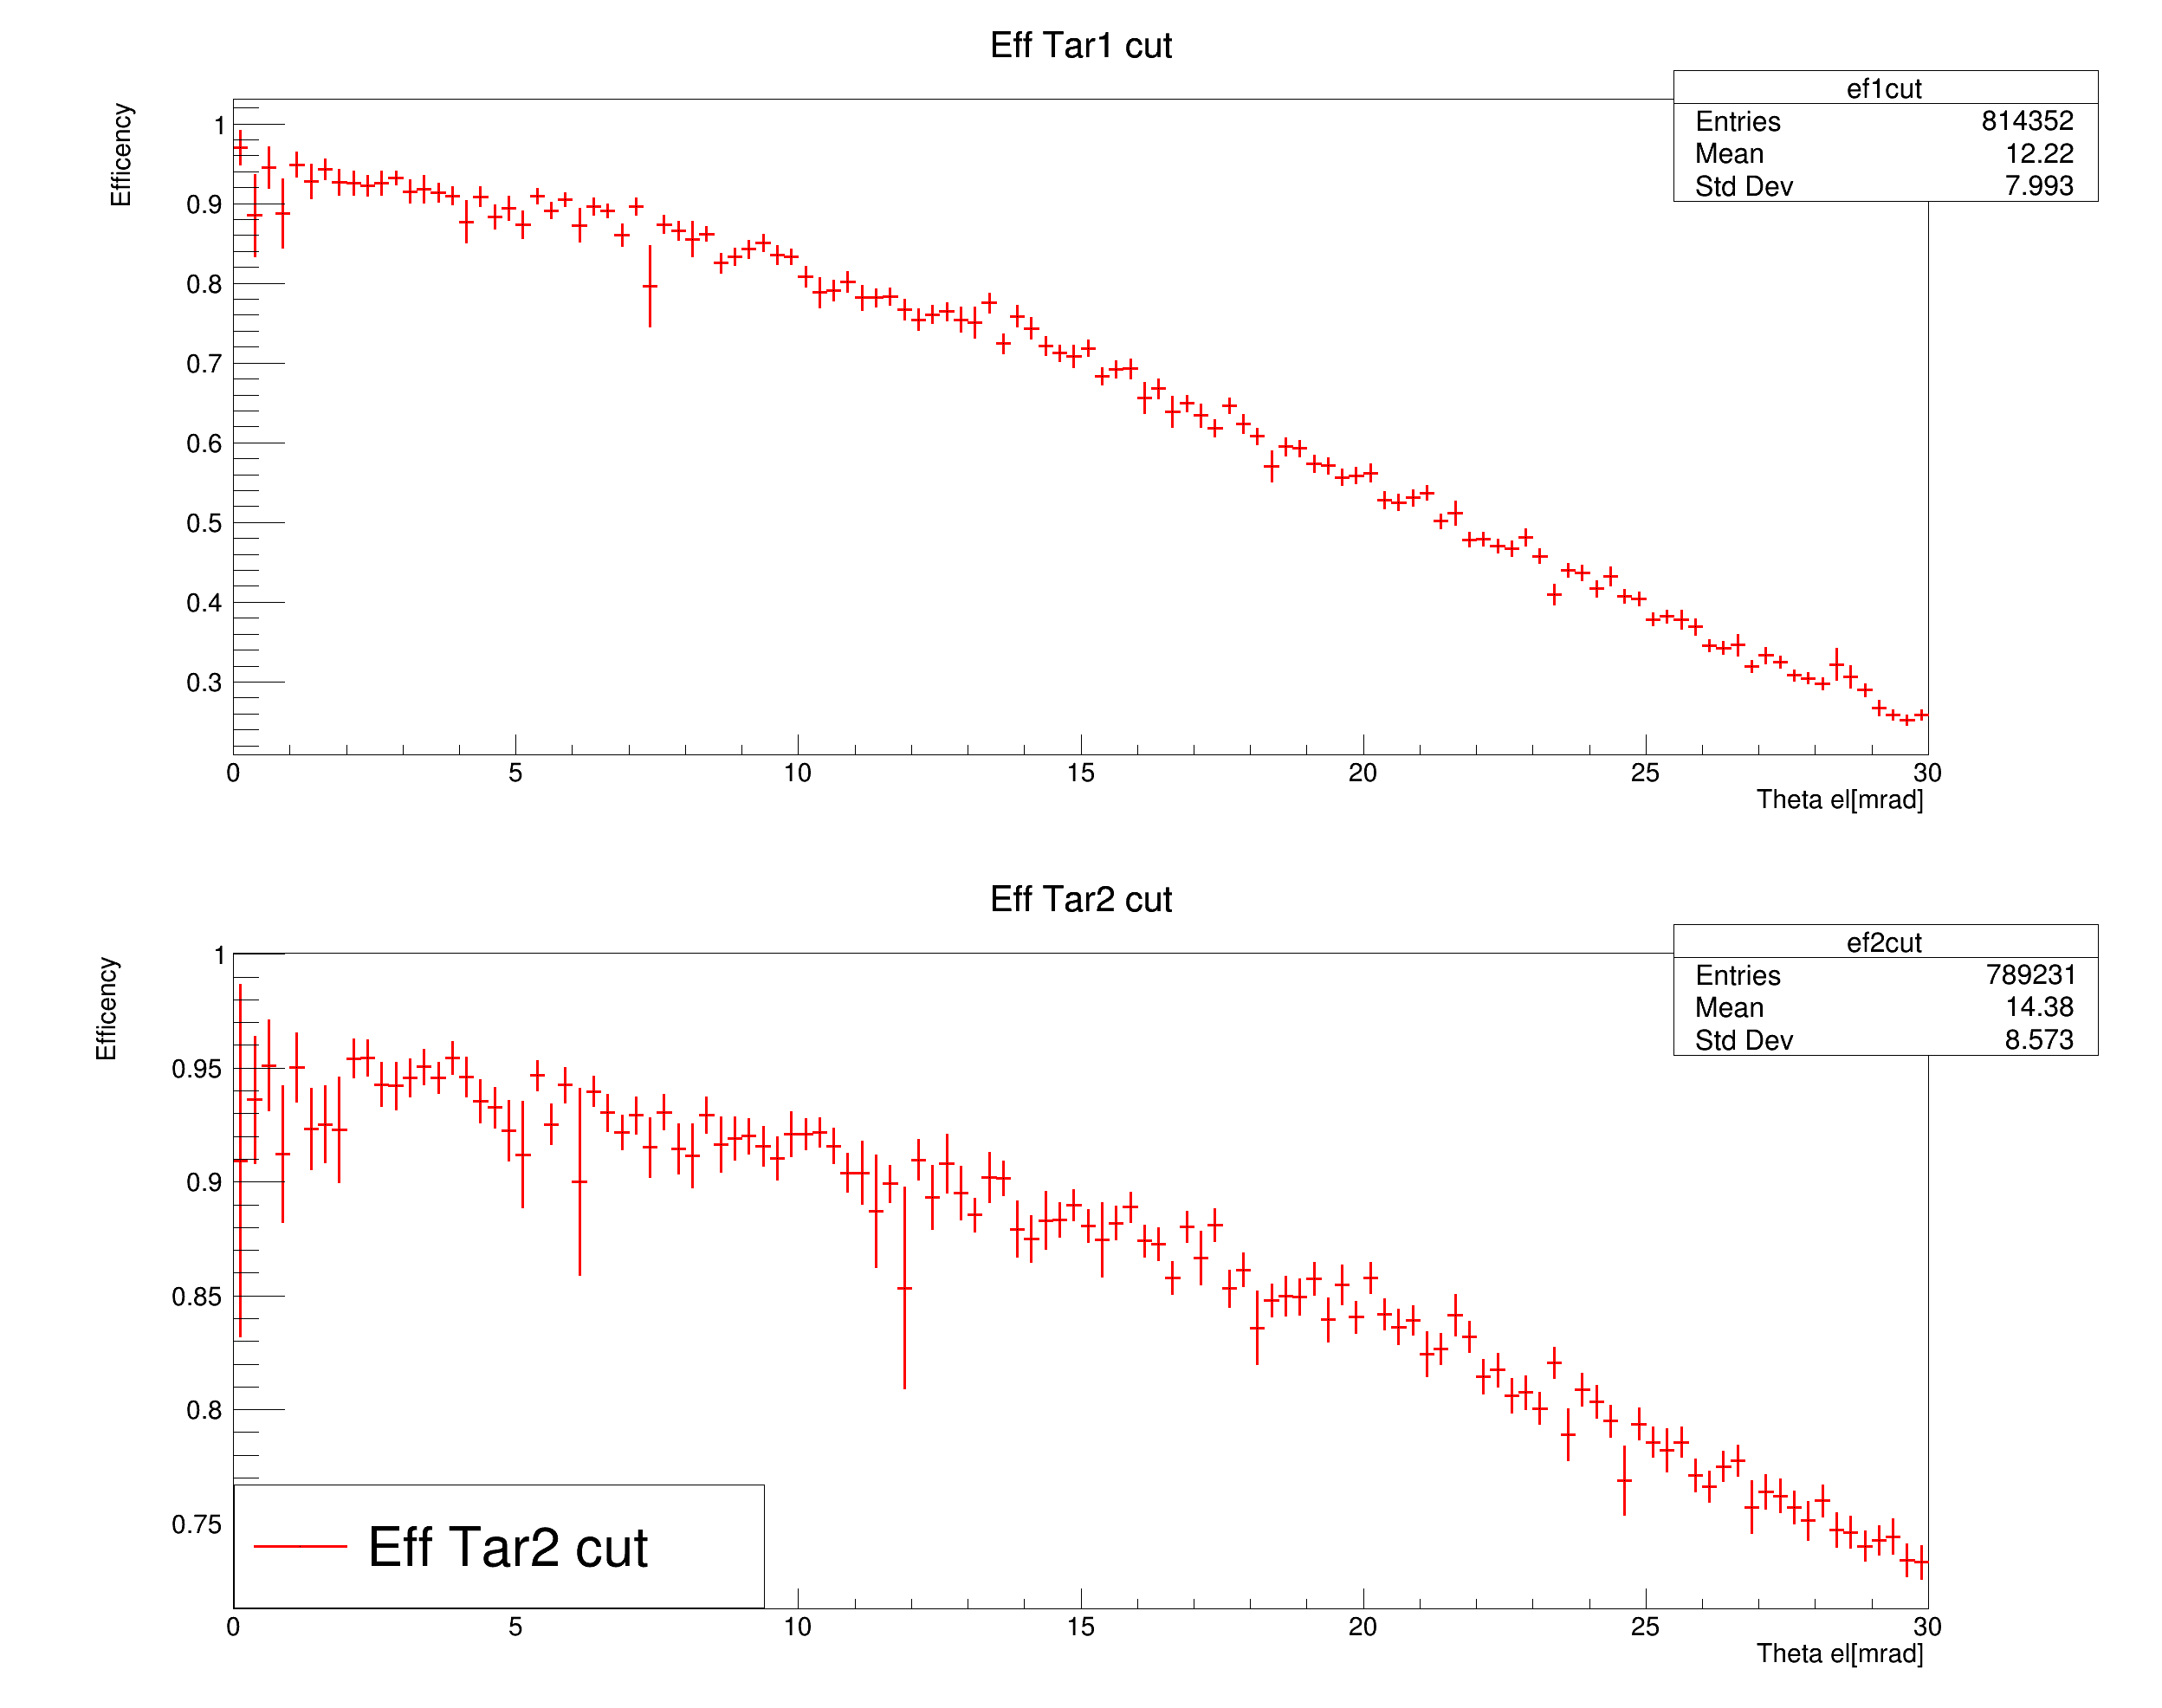 Eff Tar1 cut
ef1cut
Entries 814352
Mean 12.22
Std Dev 7.993
Efficency
1
0.9
0.8
0.7
0.6
0.5
0.4
0.3
0 5 10 15 20 25 30
Theta el[mrad]
Eff Tar2 cut
ef2cut
Entries 789231
Mean 14.38
Std Dev 8.573
Efficency
1
0.95
0.9
0.85
0.8
0.75
Eff Tar2 cut
0 5 10 15 20 25 30
Theta el[mrad]